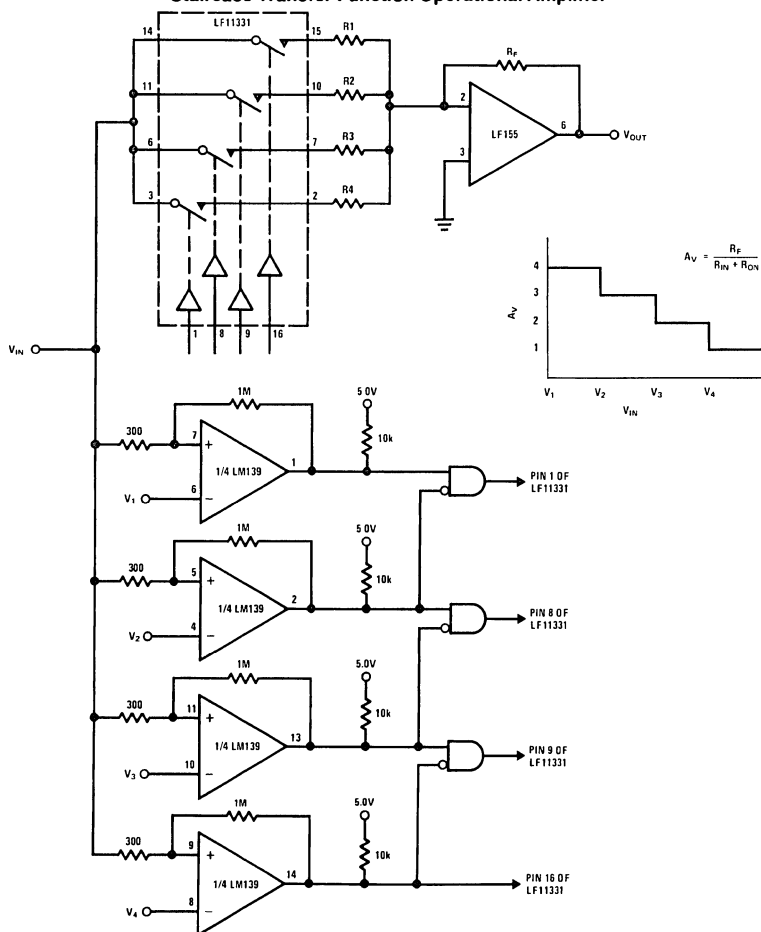 Staircase Transfer Function Operational Amplifier
LF11331
14 15 R1
11 10 R2
6 7 R3
3 2 R4
1 8 9 16
RF
2
LF155
6
VOUT
3
AV = RF / RIN + RON
4
3
2
1
AV
V1 V2 V3 V4
VIN
VIN
1M
5 0V
300
7 +
10k
1/4 LM139
1
V1
6 −
PIN 1 OF
LF11331
1M
5 0V
300
5 +
10k
1/4 LM139
2
V2
4 −
PIN 8 OF
LF11331
1M
5.0V
300
11 +
10k
1/4 LM139
13
V3
10 −
PIN 9 OF
LF11331
1M
5.0V
300
9 +
10k
1/4 LM139
14
V4
8 −
PIN 16 OF
LF11331